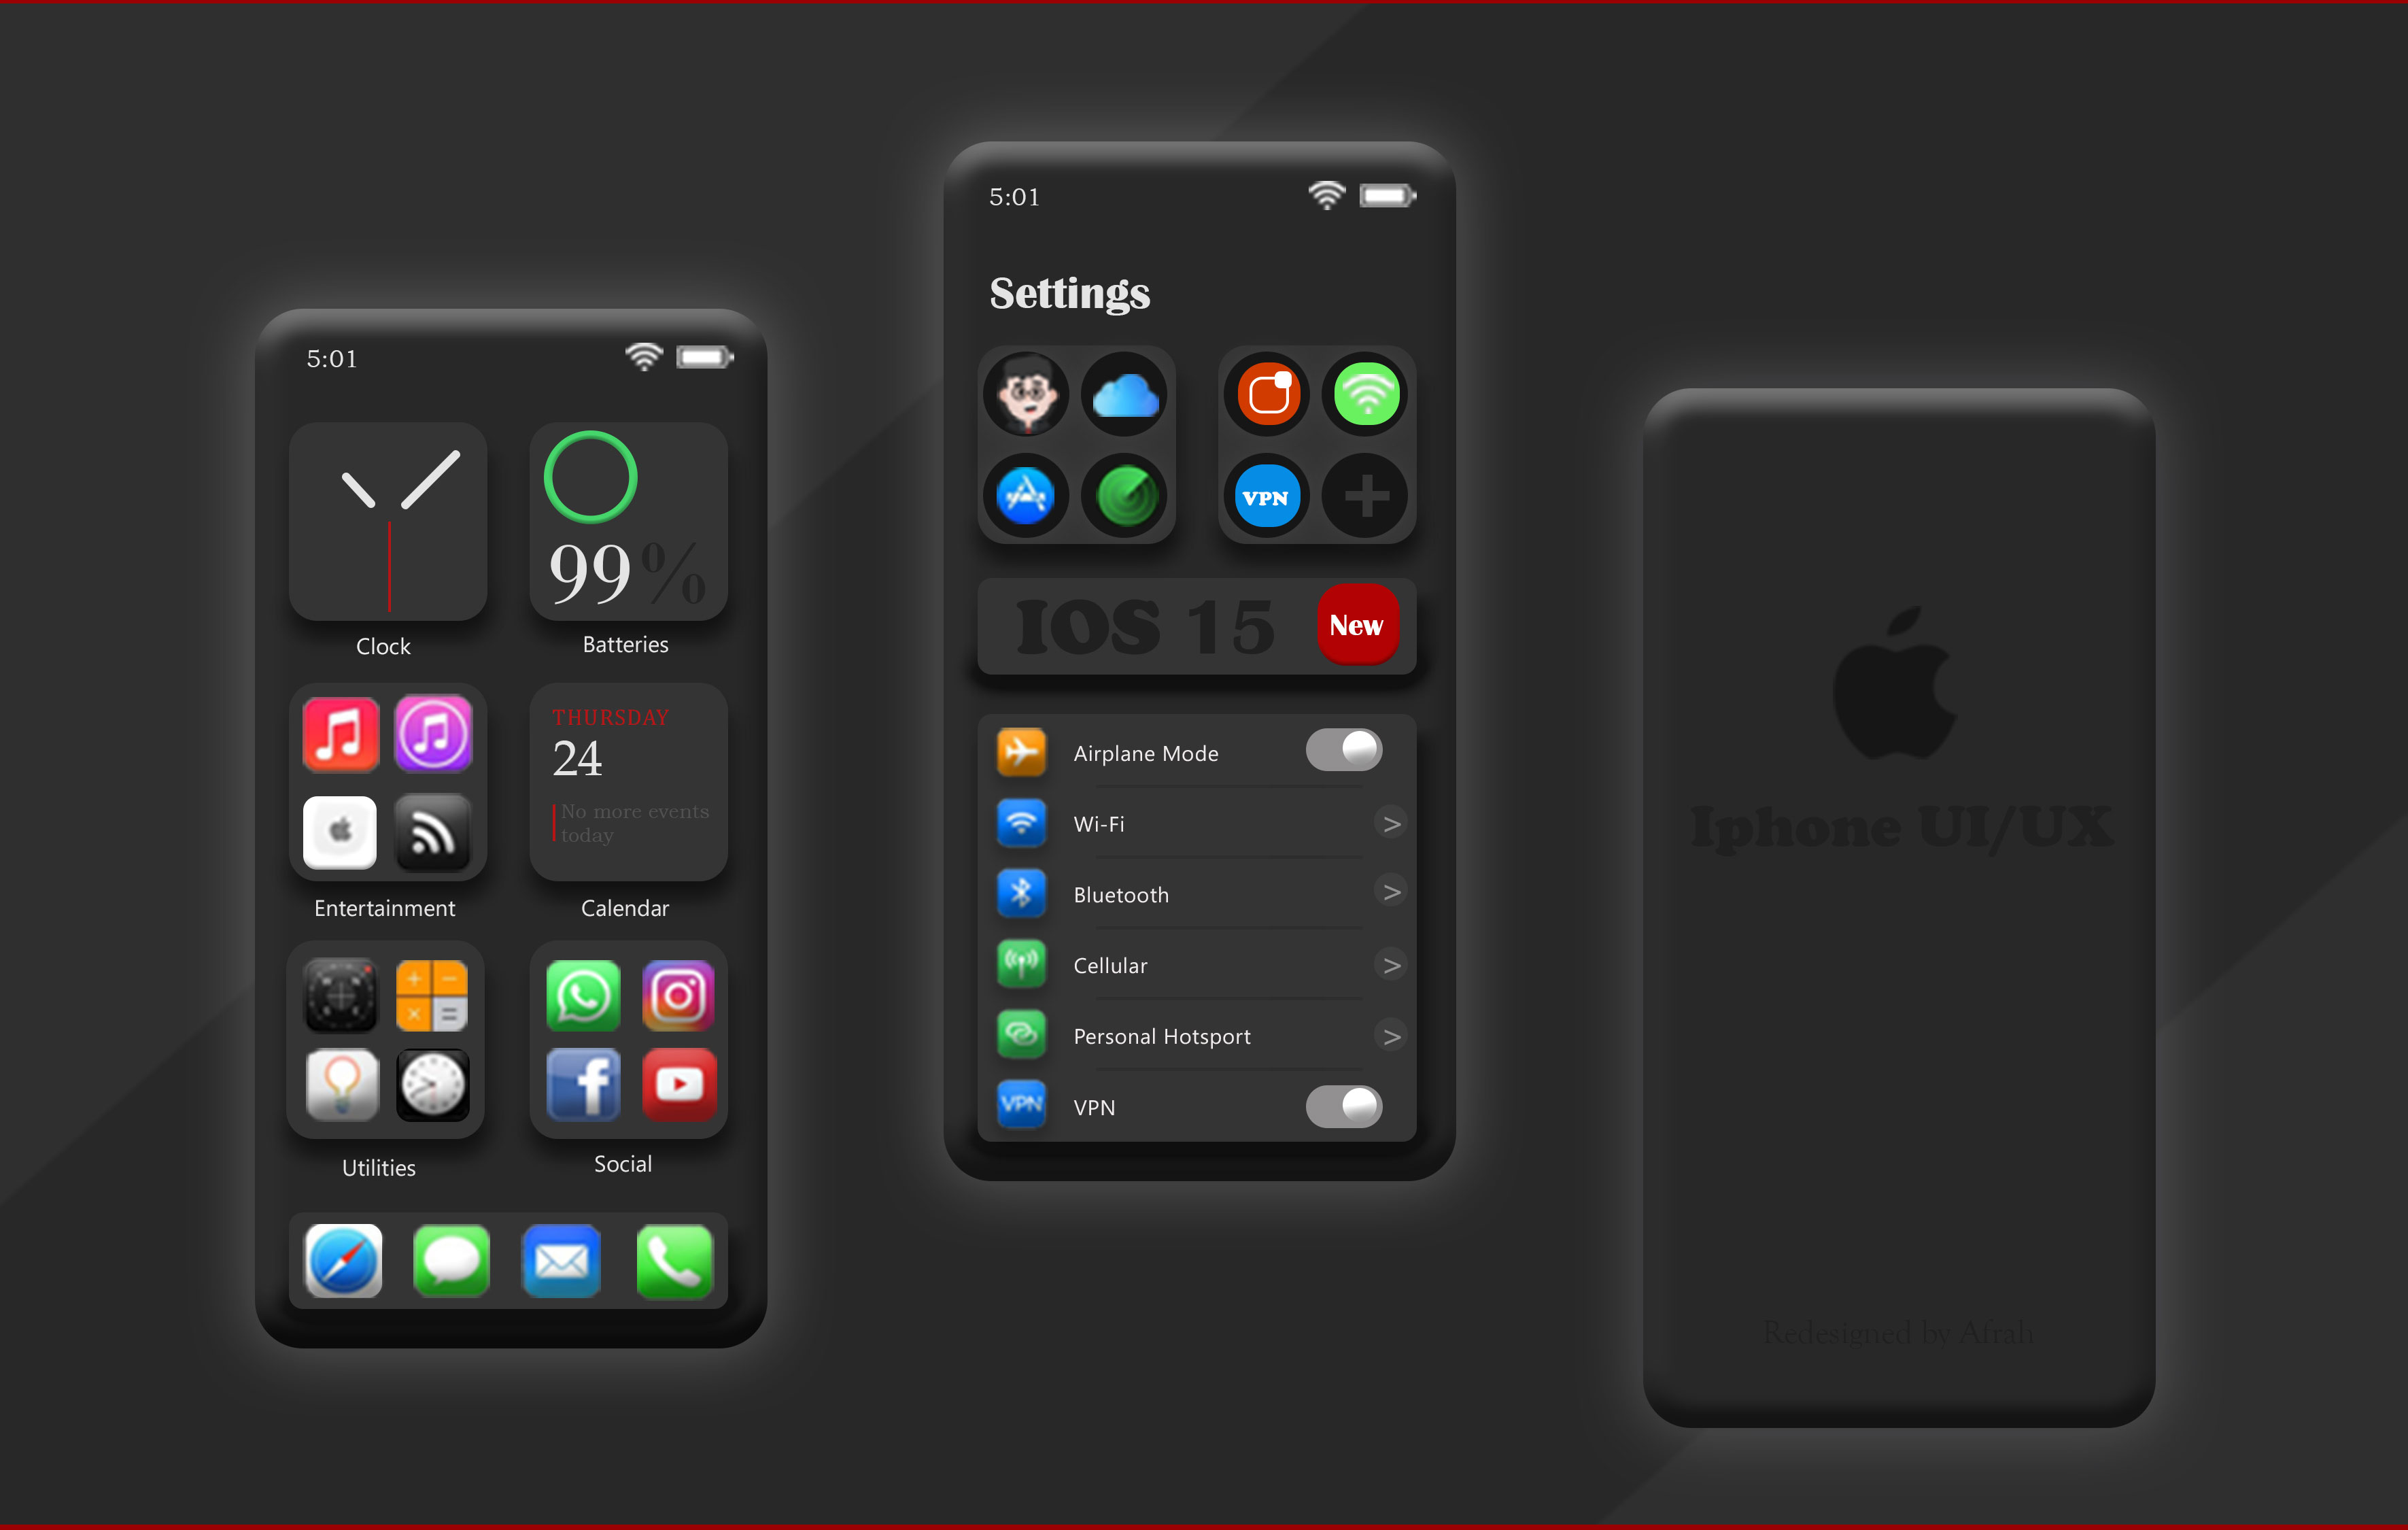 5:01
99%
Clock
Batteries
THURSDAY
24
No more events
today
Entertainment
Calendar
Utilities
Social
5:01
Settings
VPN
IOS 15
New
Airplane Mode
Wi-Fi
>
Bluetooth
>
Cellular
>
Personal Hotsport
>
VPN
VPN
Iphone UI/UX
Redesigned by Afrah